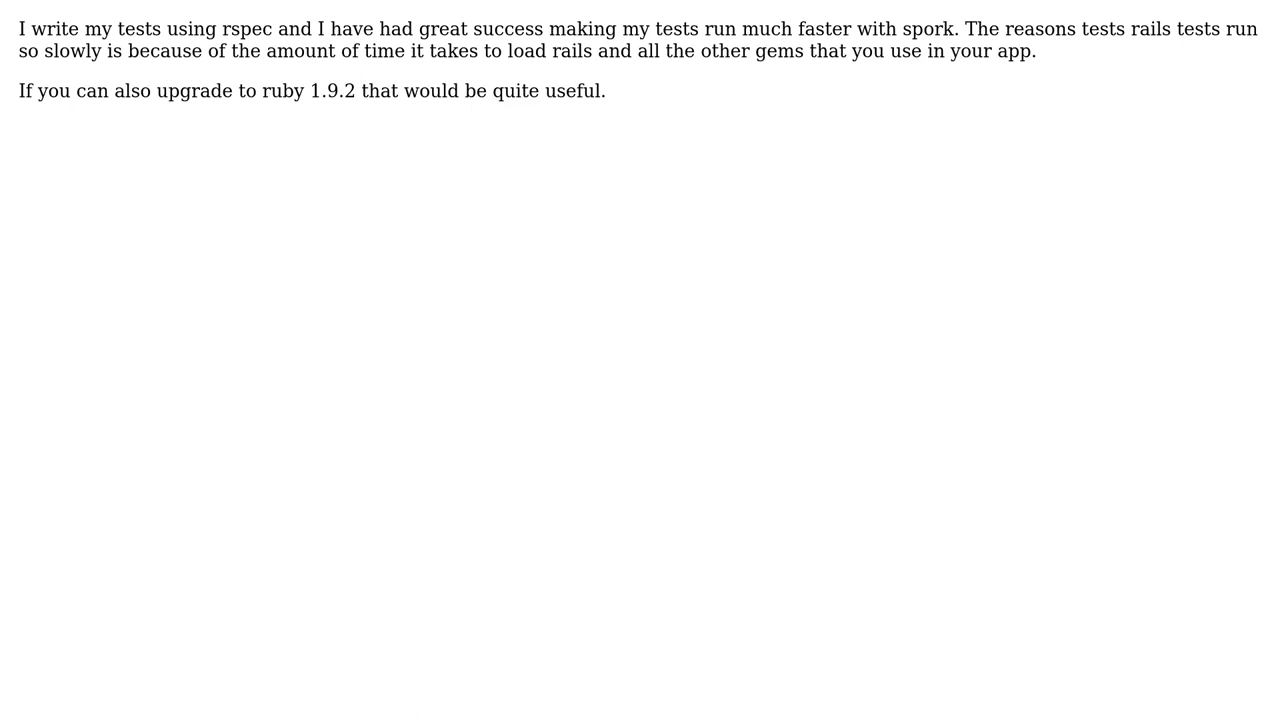 I write my tests using rspec and I have had great success making my tests run much faster with spork. The reasons tests rails tests run
so slowly is because of the amount of time it takes to load rails and all the other gems that you use in your app.
If you can also upgrade to ruby 1.9.2 that would be quite useful.